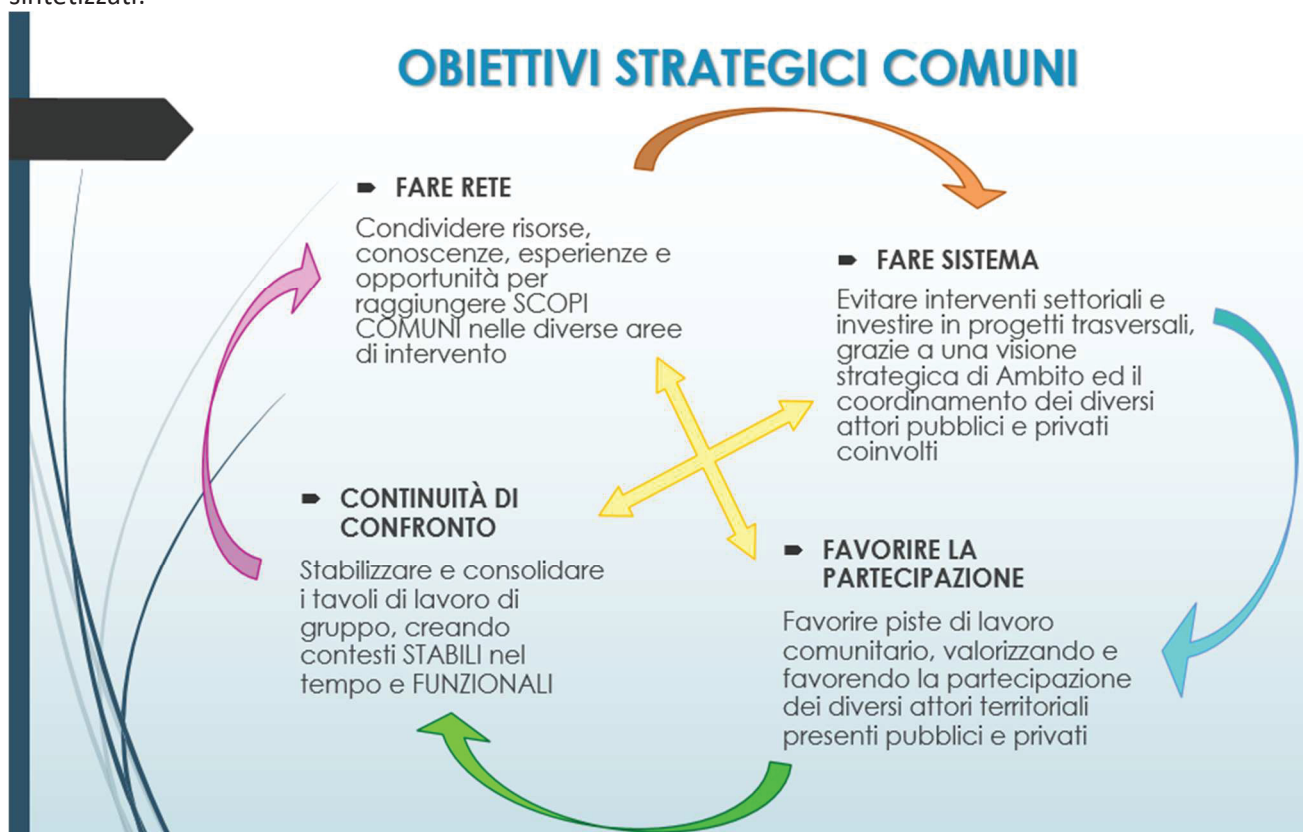 sintetizzati.
OBIETTIVI STRATEGICI COMUNI
FARE RETE
Condividere risorse,
conoscenze, esperienze e
opportunità per
raggiungere SCOPI
COMUNI nelle diverse aree
di intervento
FARE SISTEMA
Evitare interventi settoriali e
investire in progetti trasversali,
grazie a una visione
strategica di Ambito ed il
coordinamento dei diversi
attori pubblici e privati
coinvolti
CONTINUITÀ DI
CONFRONTO
Stabilizzare e consolidare
i tavoli di lavoro di
gruppo, creando
contesti STABILI nel
tempo e FUNZIONALI
FAVORIRE LA
PARTECIPAZIONE
Favorire piste di lavoro
comunitario, valorizzando e
favorendo la partecipazione
dei diversi attori territoriali
presenti pubblici e privati